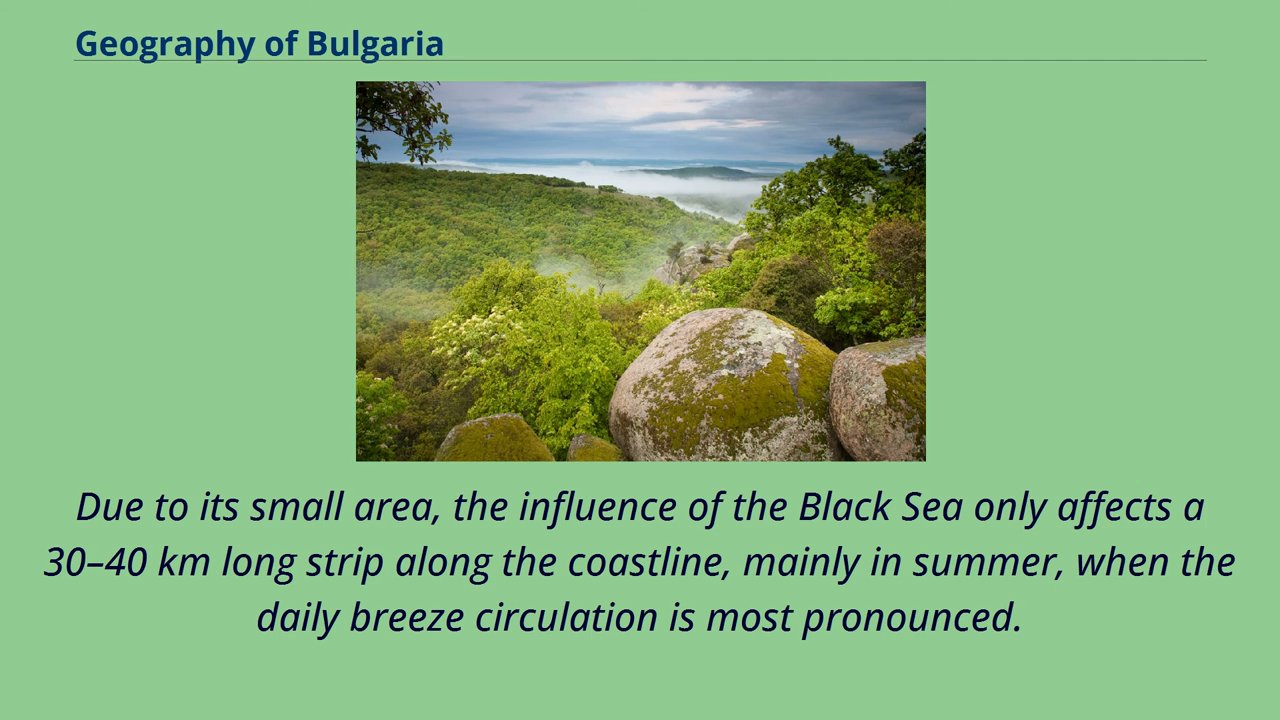 Geography of Bulgaria
Due to its small area, the influence of the Black Sea only affects a
30–40 km long strip along the coastline, mainly in summer, when the
daily breeze circulation is most pronounced.